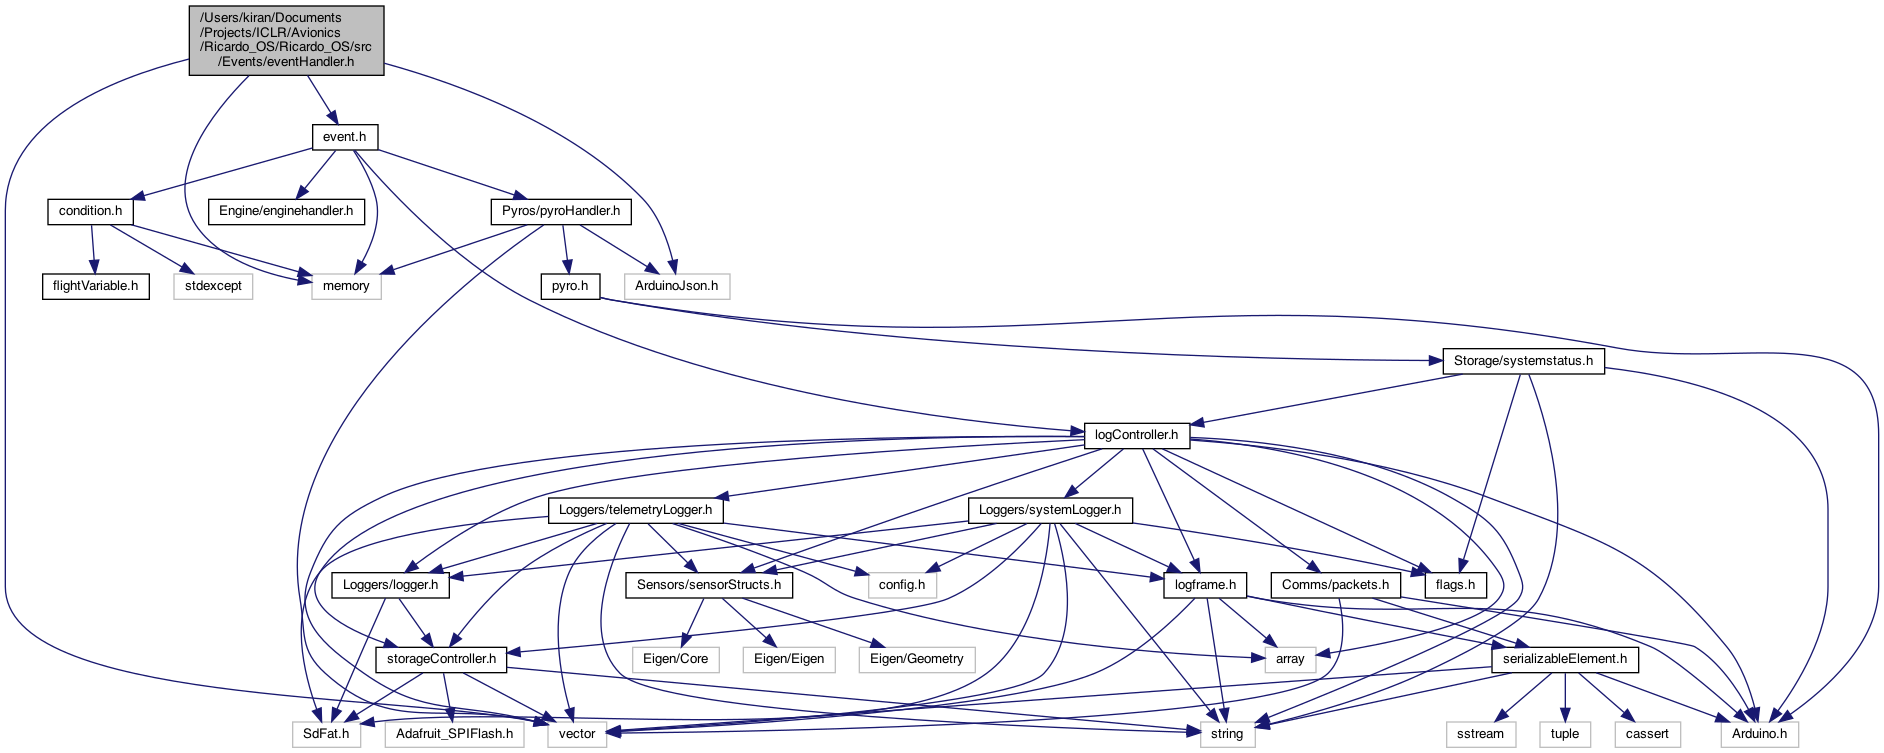 /Users/kiran/Documents
/Projects/ICLR/Avionics
/Ricardo_OS/Ricardo_OS/src
/Events/eventHandler.h
event.h
condition.h
Engine/enginehandler.h
Pyros/pyroHandler.h
flightVariable.h
stdexcept
memory
pyro.h
ArduinoJson.h
Storage/systemstatus.h
logController.h
Loggers/telemetryLogger.h
Loggers/systemLogger.h
Loggers/logger.h
Sensors/sensorStructs.h
config.h
logframe.h
Comms/packets.h
flags.h
storageController.h
Eigen/Core
Eigen/Eigen
Eigen/Geometry
array
serializableElement.h
SdFat.h
Adafruit_SPIFlash.h
vector
string
sstream
tuple
cassert
Arduino.h